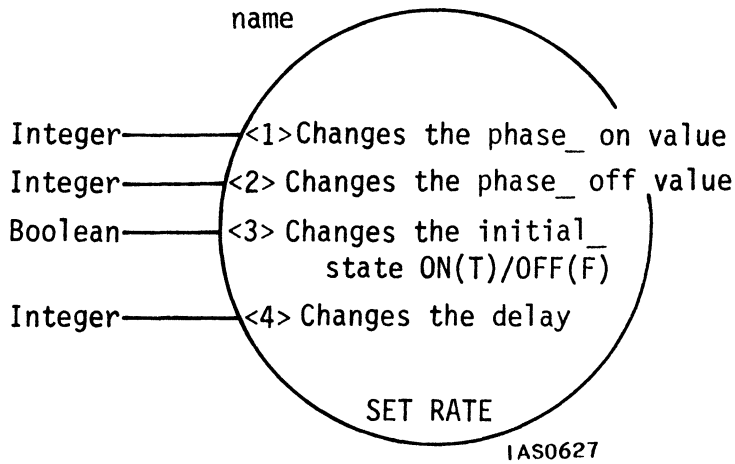 name
Integer <1>Changes the phase_ on value
Integer <2> Changes the phase_ off value
Boolean <3> Changes the initial_
state ON(T)/OFF(F)
Integer <4> Changes the delay
SET RATE
IAS0627